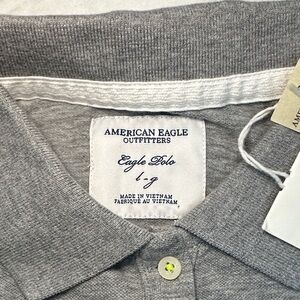 AMERICAN EAGLE
OUTFITTERS
Eagle Polo
L-g
MADE IN VIETNAM
FABRIQUÉ AU VIETNAM